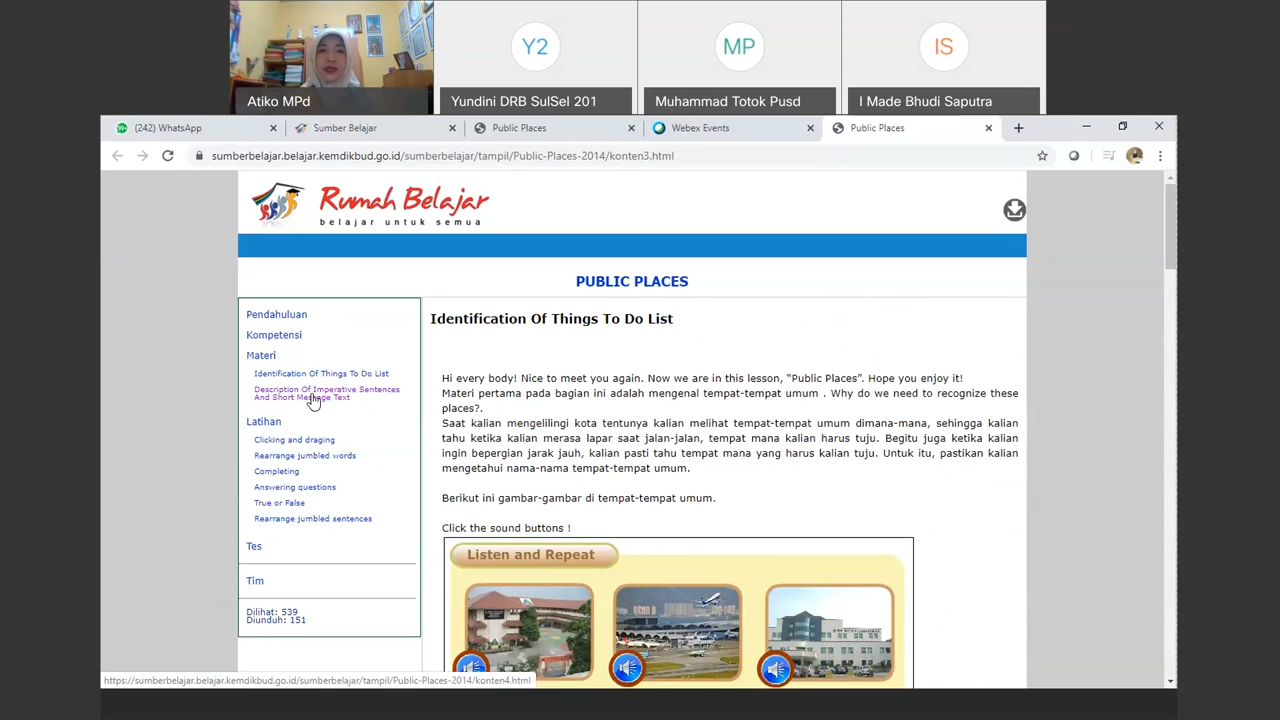 Y2
MP
IS
Atiko MPd
Yundini DRB SulSel 201
Muhammad Totok Pusd
I Made Bhudi Saputra
99+
(242) WhatsApp
Sumber Belajar
Public Places
Webex Events
Public Places
sumberbelajar.belajar.kemdikbud.go.id/sumberbelajar/tampil/Public-Places-2014/konten3.html
Rumah Belajar
belajar untuk semua
PUBLIC PLACES
Pendahuluan
Kompetensi
Materi
Identification Of Things To Do List
Description Of Imperative Sentences
And Short Message Text
Latihan
Clicking and draging
Rearrange jumbled words
Completing
Answering questions
True or False
Rearrange jumbled sentences
Tes
Tim
Dilihat: 539
Diunduh: 151
Identification Of Things To Do List
Hi every body! Nice to meet you again. Now we are in this lesson, “Public Places”. Hope you enjoy it!
Materi pertama pada bagian ini adalah mengenal tempat-tempat umum . Why do we need to recognize these
places?.
Saat kalian mengelilingi kota tentunya kalian melihat tempat-tempat umum dimana-mana, sehingga kalian
tahu ketika kalian merasa lapar saat jalan-jalan, tempat mana kalian harus tuju. Begitu juga ketika kalian
ingin bepergian jarak jauh, kalian pasti tahu tempat mana yang harus kalian tuju. Untuk itu, pastikan kalian
mengetahui nama-nama tempat-tempat umum.
Berikut ini gambar-gambar di tempat-tempat umum.
Click the sound buttons !
Listen and Repeat
https://sumberbelajar.belajar.kemdikbud.go.id/sumberbelajar/tampil/Public-Places-2014/konten4.html